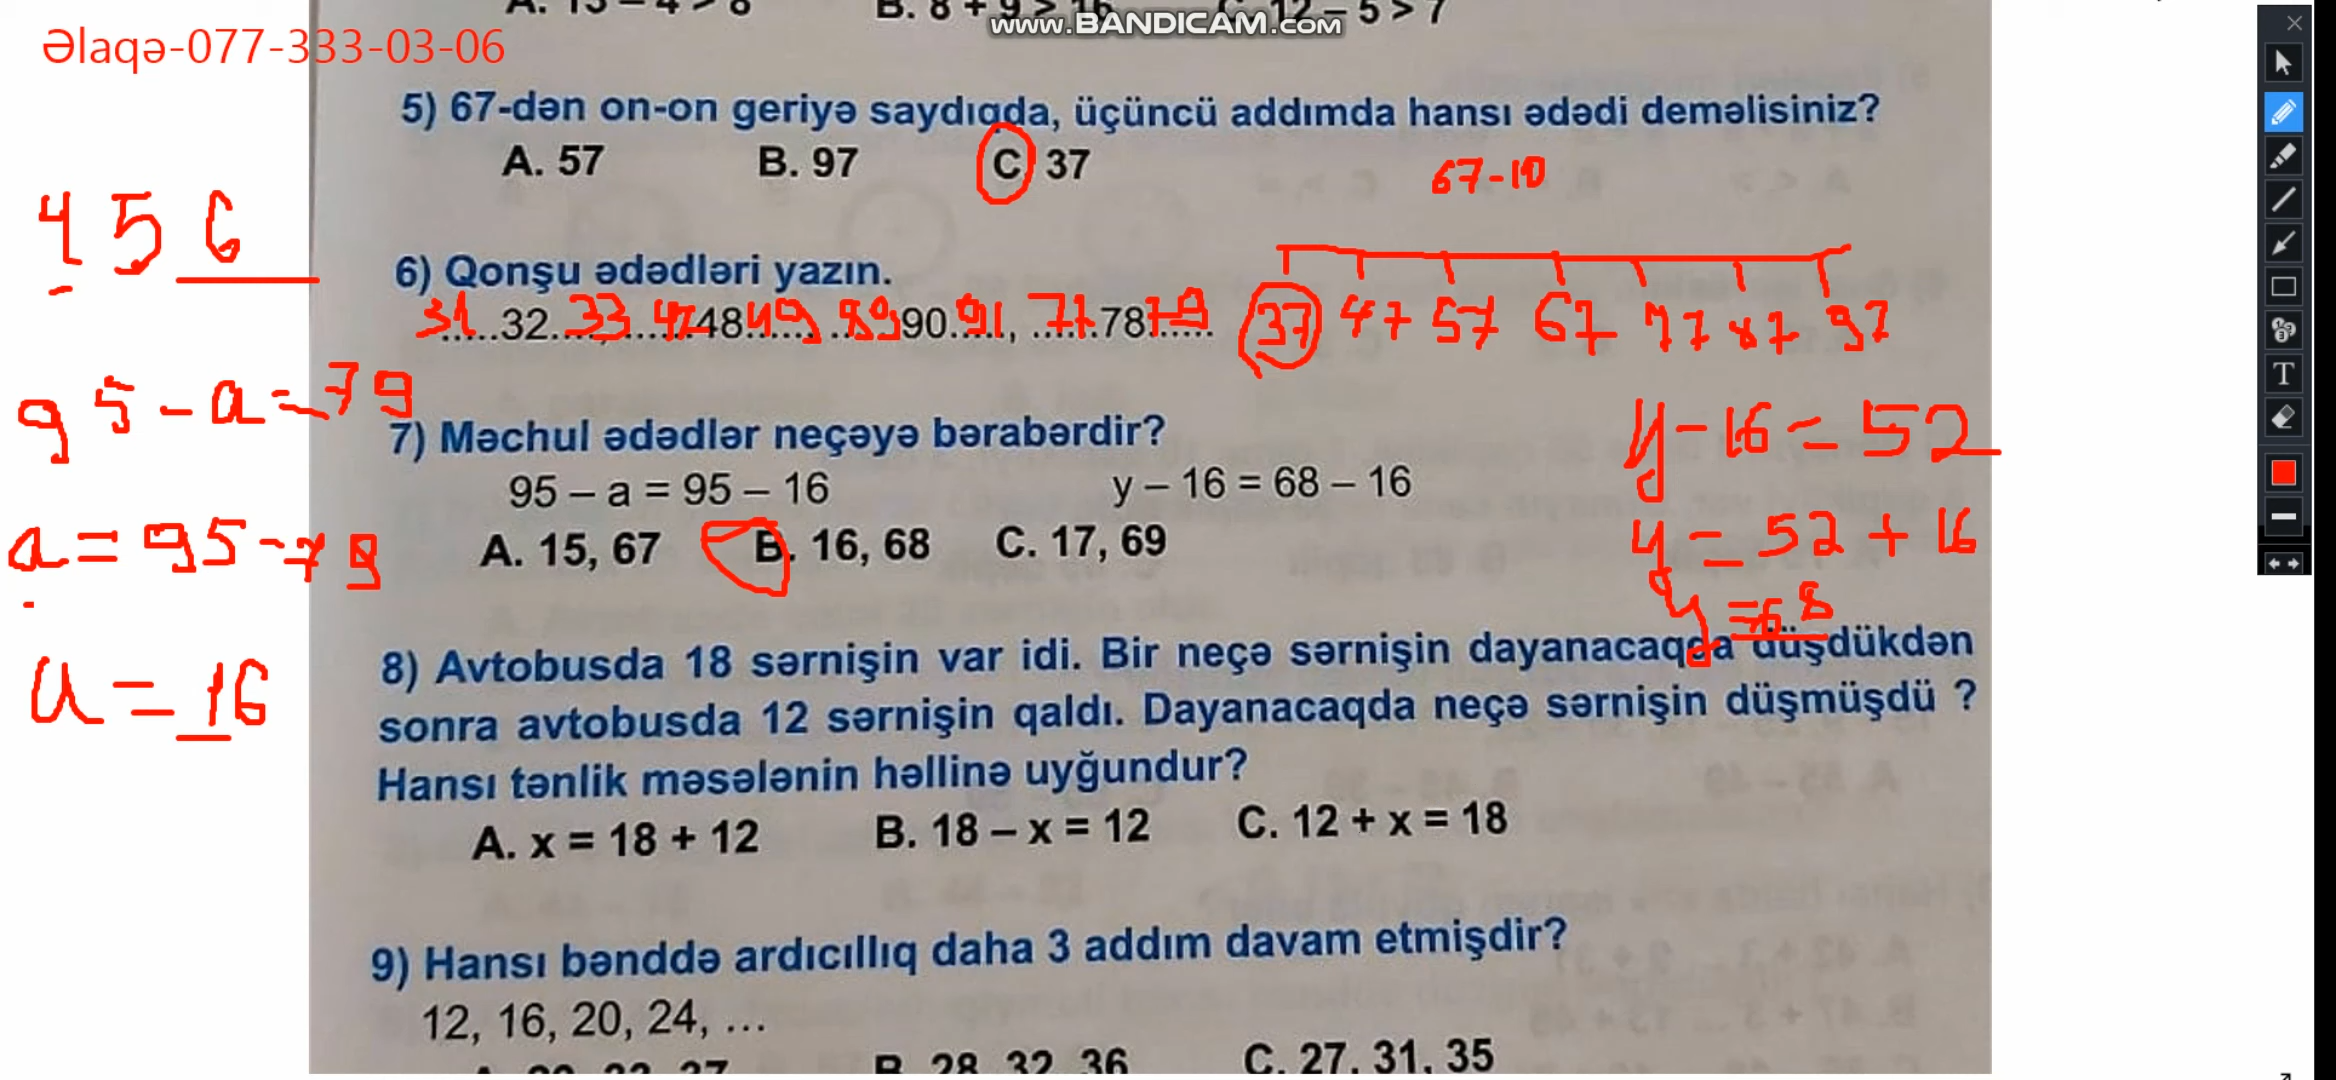 www.BANDICAM.com
Əlaqə-077-333-03-06
5) 67-dən on-on geriyə saydıqda, üçüncü addımda hansı ədədi deməlisiniz?
A. 57 B. 97 C 37
67-10
4 5 6
6) Qonşu ədədləri yazın.
31.....32....33 47.48....49 89.90.....91, 77.78.79
37 47 57 67 77 87 97
95-a=79
7) Məchul ədədlər neçəyə bərabərdir?
95 – a = 95 – 16 y – 16 = 68 – 16
A. 15, 67 B. 16, 68 C. 17, 69
y-16=52
a=95-79
y=52+16
y=68
a=16
8) Avtobusda 18 sərnişin var idi. Bir neçə sərnişin dayanacaqda düşdükdən
sonra avtobusda 12 sərnişin qaldı. Dayanacaqda neçə sərnişin düşmüşdü ?
Hansı tənlik məsələnin həllinə uyğundur?
A. x = 18 + 12 B. 18 – x = 12 C. 12 + x = 18
9) Hansı bənddə ardıcıllıq daha 3 addım davam etmişdir?
12, 16, 20, 24, ...
B. 28, 32, 36 C. 27, 31, 35